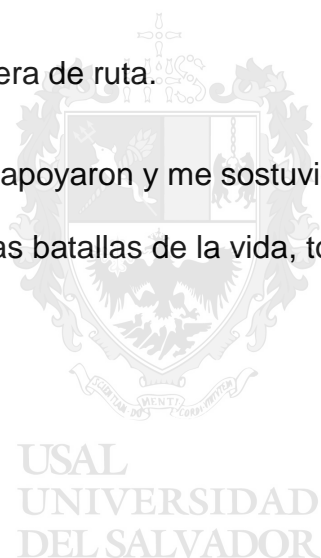 era de ruta.
apoyaron y me sostuvi
as batallas de la vida, to
USAL
UNIVERSIDAD
DEL SALVADOR